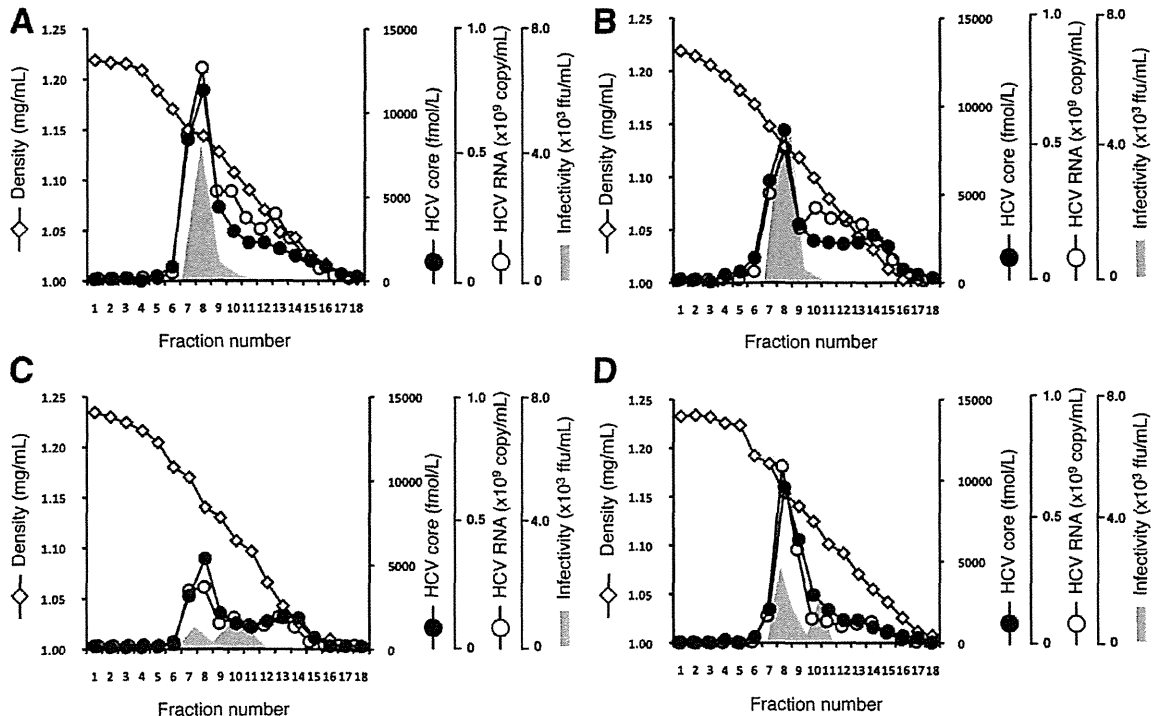 A
Density (mg/mL)
1.25
1.20
1.15
1.10
1.05
1.00
15000
10000
5000
0
HCV core (fmol/L)
1.0
0.5
0
HCV RNA (x10⁹ copy/mL)
8.0
4.0
0
Infectivity (x10³ ffu/mL)
1 2 3 4 5 6 7 8 9 10 11 12 13 14 15 16 17 18
Fraction number
B
Density (mg/mL)
1.25
1.20
1.15
1.10
1.05
1.00
15000
10000
5000
0
HCV core (fmol/L)
1.0
0.5
0
HCV RNA (x10⁹ copy/mL)
8.0
4.0
0
Infectivity (x10³ ffu/mL)
1 2 3 4 5 6 7 8 9 10 11 12 13 14 15 16 17 18
Fraction number
C
Density (mg/mL)
1.25
1.20
1.15
1.10
1.05
1.00
15000
10000
5000
0
HCV core (fmol/L)
1.0
0.5
0
HCV RNA (x10⁹ copy/mL)
8.0
4.0
0
Infectivity (x10³ ffu/mL)
1 2 3 4 5 6 7 8 9 10 11 12 13 14 15 16 17 18
Fraction number
D
Density (mg/mL)
1.25
1.20
1.15
1.10
1.05
1.00
15000
10000
5000
0
HCV core (fmol/L)
1.0
0.5
0
HCV RNA (x10⁹ copy/mL)
8.0
4.0
0
Infectivity (x10³ ffu/mL)
1 2 3 4 5 6 7 8 9 10 11 12 13 14 15 16 17 18
Fraction number